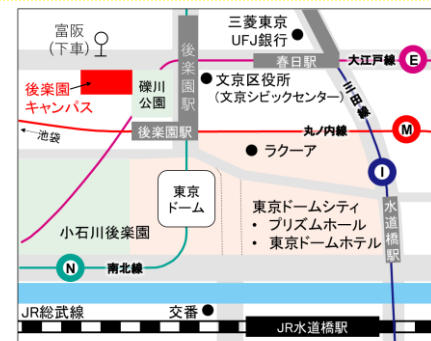 富阪
(下車)
三菱東京
UFJ銀行
後楽園駅
春日駅
大江戸線
E
後楽園
キャンパス
礫川
公園
文京区役所
(文京シビックセンター)
三田線
池袋
後楽園駅
丸ノ内線
M
ラクーア
I
東京
ドーム
小石川後楽園
東京ドームシティ
・ プリズムホール
・ 東京ドームホテル
水道橋駅
N
南北線
JR総武線
交番
JR水道橋駅